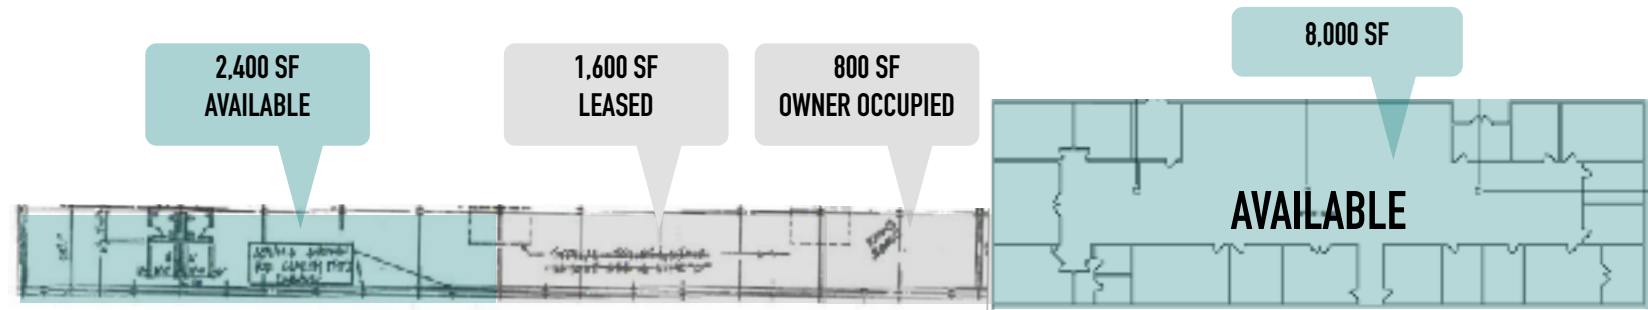 2,400 SF
AVAILABLE
1,600 SF
LEASED
800 SF
OWNER OCCUPIED
8,000 SF
AVAILABLE